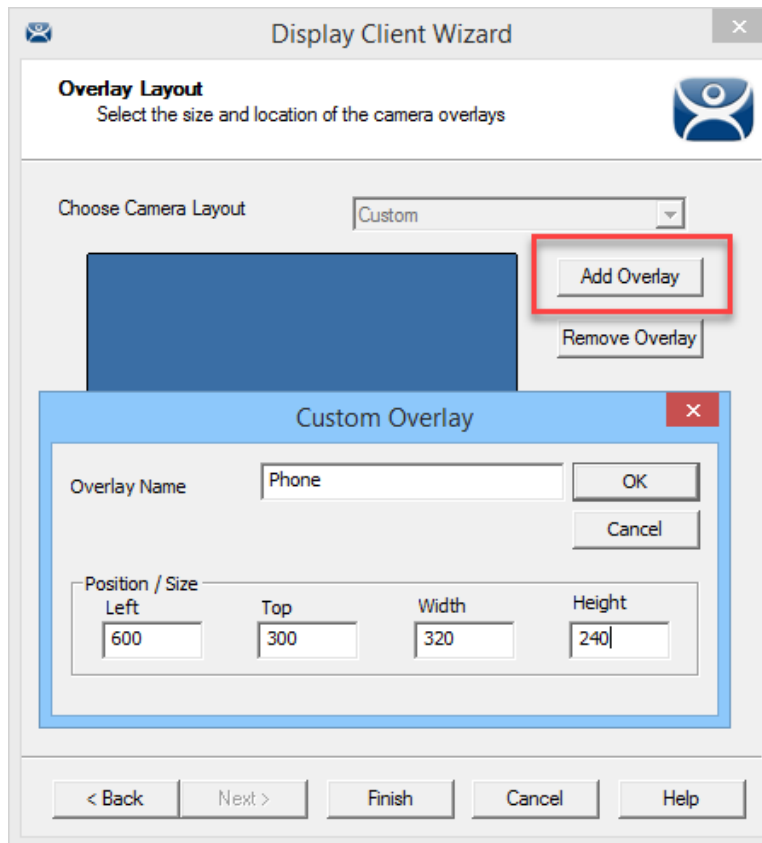 Display Client Wizard
Overlay Layout
Select the size and location of the camera overlays
Choose Camera Layout
Custom
Add Overlay
Remove Overlay
Custom Overlay
Overlay Name
Phone
OK
Cancel
Position / Size
Left Top Width Height
600 300 320 240
< Back Next > Finish Cancel Help